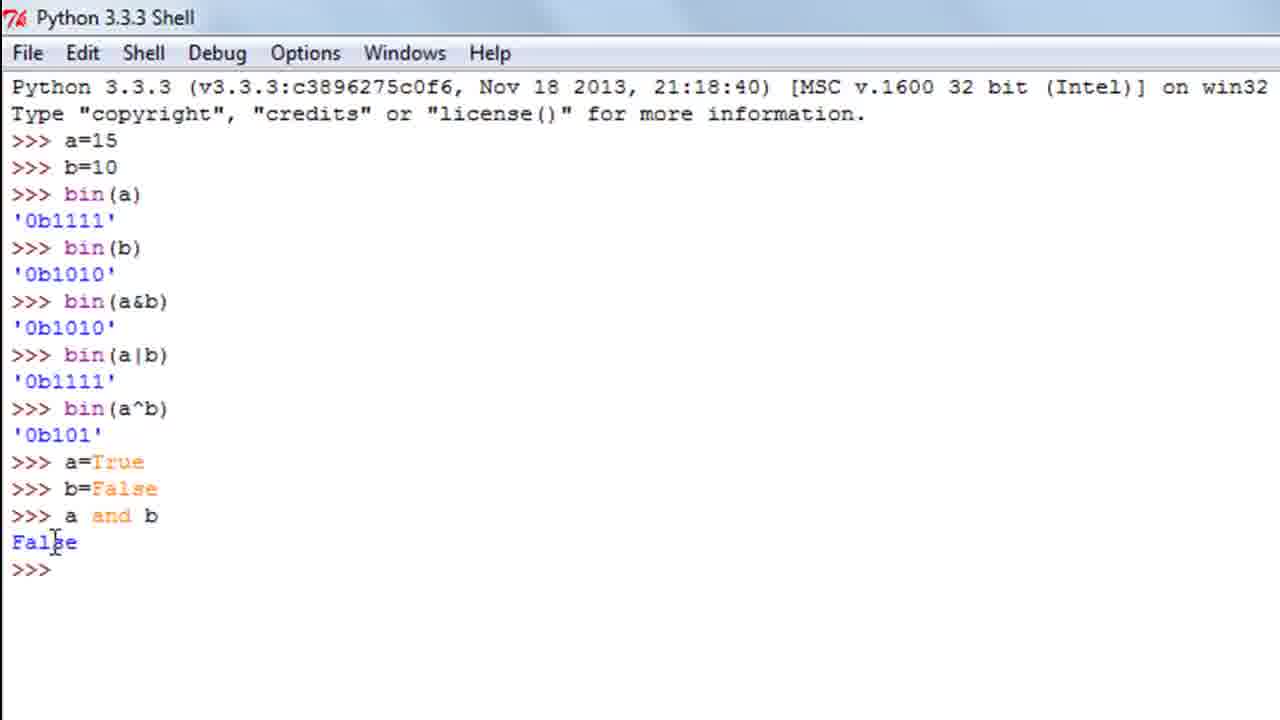 Python 3.3.3 Shell
File Edit Shell Debug Options Windows Help
Python 3.3.3 (v3.3.3:c3896275c0f6, Nov 18 2013, 21:18:40) [MSC v.1600 32 bit (Intel)] on win32
Type "copyright", "credits" or "license()" for more information.
>>> a=15
>>> b=10
>>> bin(a)
'0b1111'
>>> bin(b)
'0b1010'
>>> bin(a&b)
'0b1010'
>>> bin(a|b)
'0b1111'
>>> bin(a^b)
'0b101'
>>> a=True
>>> b=False
>>> a and b
False
>>>